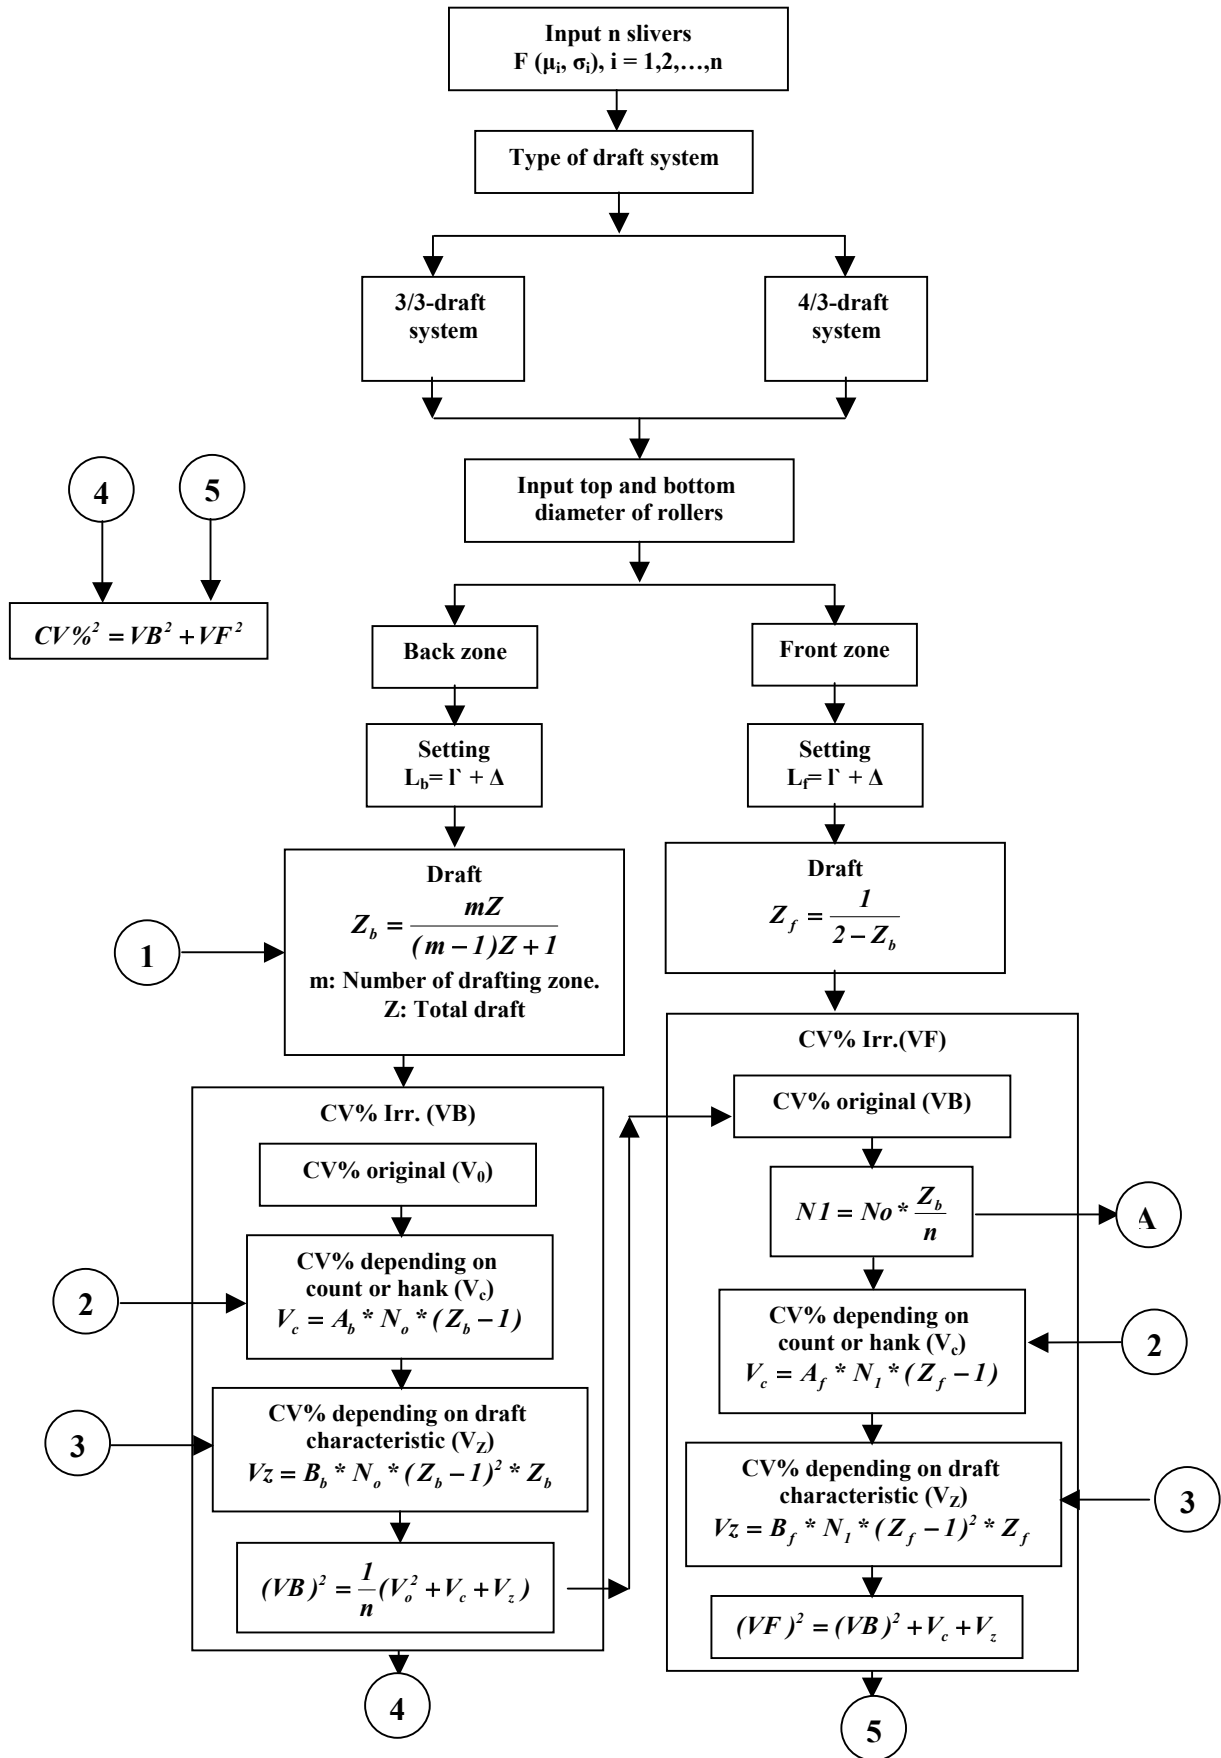 Input n slivers
F (μi, σi), i = 1,2,…,n
Type of draft system
3/3-draft
system
4/3-draft
system
Input top and bottom
diameter of rollers
4
5
CV%² = VB² + VF²
Back zone
Front zone
Setting
Lb= l` + Δ
Setting
Lf= l` + Δ
Draft
Zb = mZ / ((m − 1)Z + 1)
m: Number of drafting zone.
Z: Total draft
1
Draft
Zf = 1 / (2 − Zb)
CV% Irr. (VB)
CV% original (V0)
CV% depending on
count or hank (Vc)
Vc = Ab * No * (Zb − 1)
2
CV% depending on draft
characteristic (VZ)
Vz = Bb * No * (Zb − 1)² * Zb
3
(VB)² = 1/n (Vo² + Vc + Vz)
4
CV% Irr.(VF)
CV% original (VB)
N1 = No * Zb / n
A
CV% depending on
count or hank (Vc)
Vc = Af * N1 * (Zf − 1)
2
CV% depending on draft
characteristic (VZ)
Vz = Bf * N1 * (Zf − 1)² * Zf
3
(VF)² = (VB)² + Vc + Vz
5